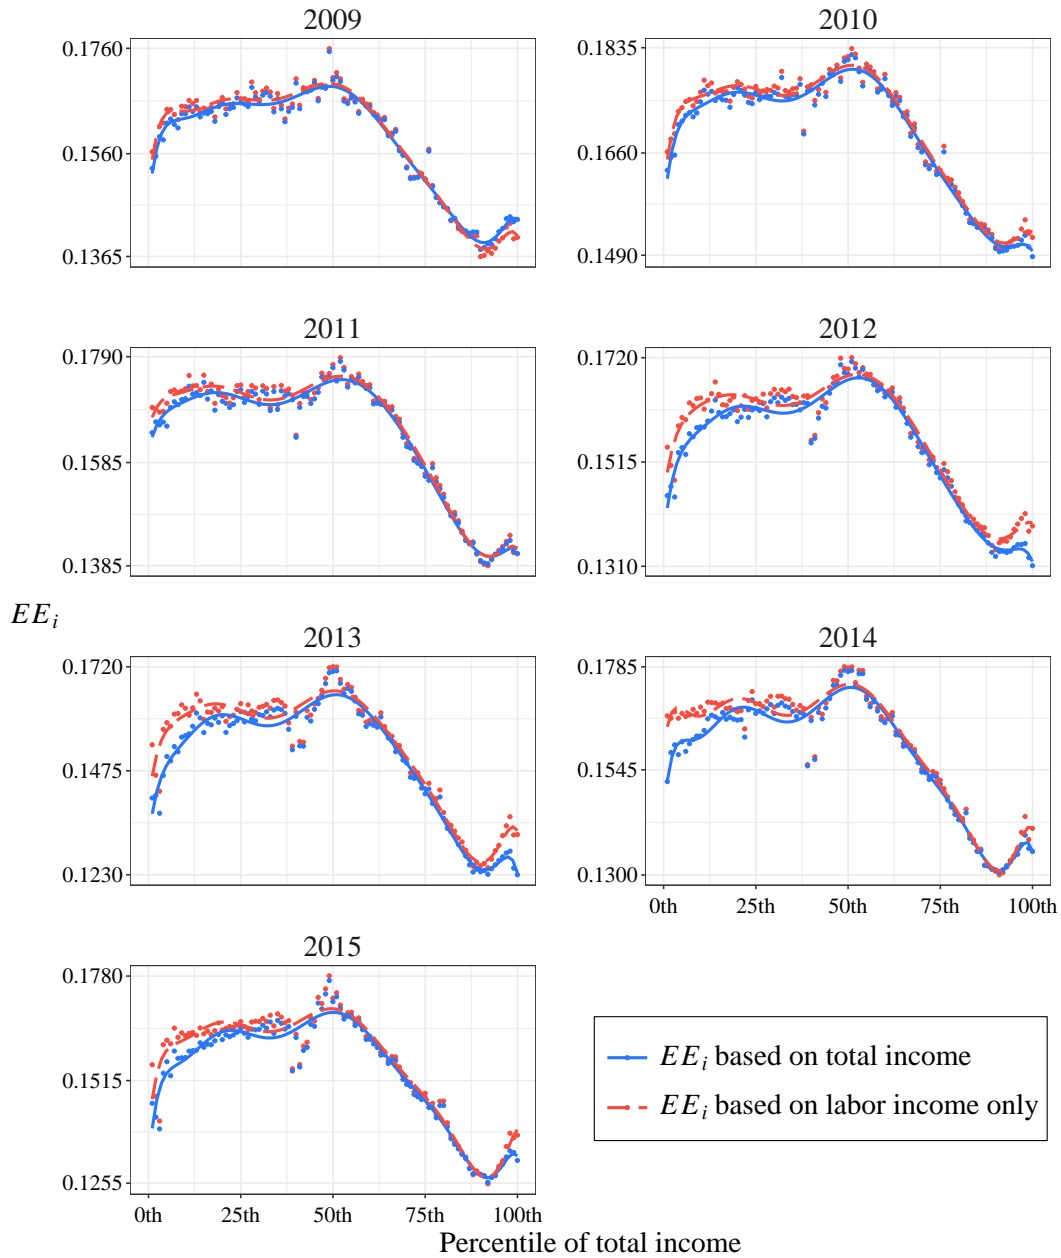 2009 2010
0.1760 0.1835
0.1560 0.1660
0.1365 0.1490
2011 2012
0.1790 0.1720
0.1585 0.1515
0.1385 0.1310
EE_i
2013 2014
0.1720 0.1785
0.1475 0.1545
0.1230 0.1300
0th 25th 50th 75th 100th
2015
0.1780
0.1515
0.1255
EE_i based on total income
EE_i based on labor income only
0th 25th 50th 75th 100th
Percentile of total income